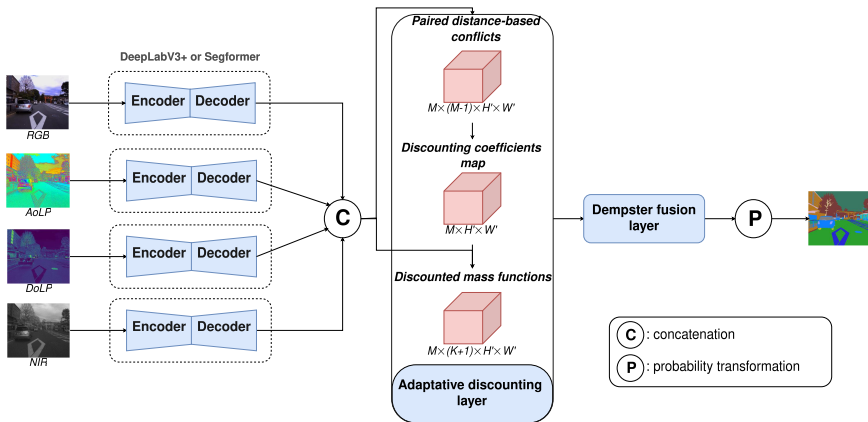 DeepLabV3+ or Segformer
Encoder Decoder
RGB
Encoder Decoder
AoLP
Encoder Decoder
DoLP
Encoder Decoder
NIR
C
Paired distance-based
conflicts
M×(M-1)×H'×W'
Discounting coefficients
map
M×H'×W'
Discounted mass functions
M×(K+1)×H'×W'
Adaptative discounting
layer
Dempster fusion
layer
P
C : concatenation
P : probability transformation